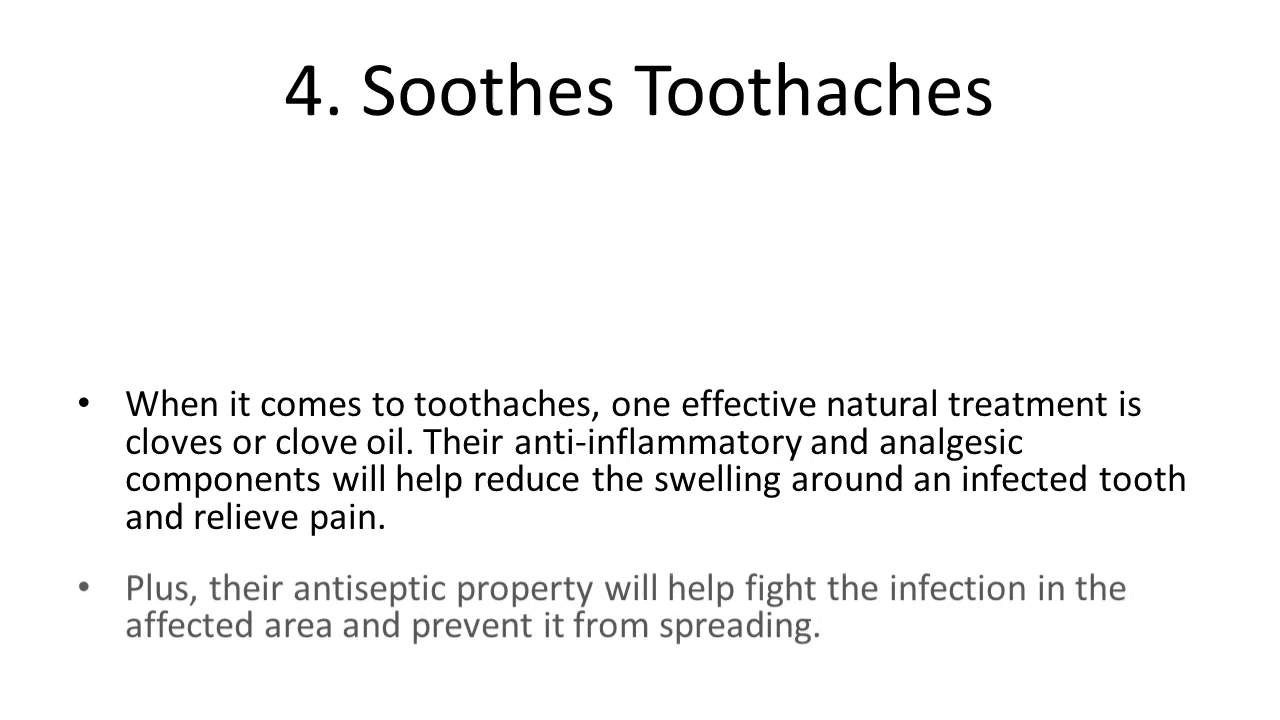 4. Soothes Toothaches
• When it comes to toothaches, one effective natural treatment is
cloves or clove oil. Their anti-inflammatory and analgesic
components will help reduce the swelling around an infected tooth
and relieve pain.
• Plus, their antiseptic property will help fight the infection in the
affected area and prevent it from spreading.